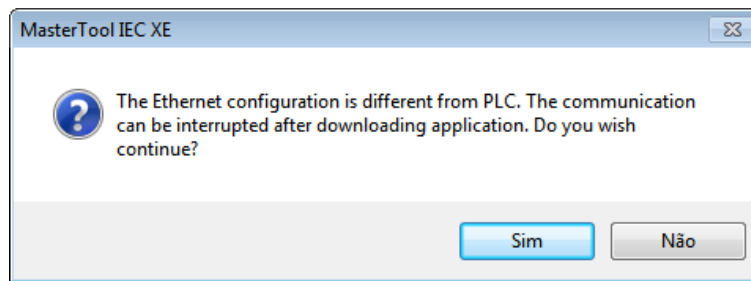 MasterTool IEC XE
The Ethernet configuration is different from PLC. The communication
can be interrupted after downloading application. Do you wish
continue?
Sim
Não